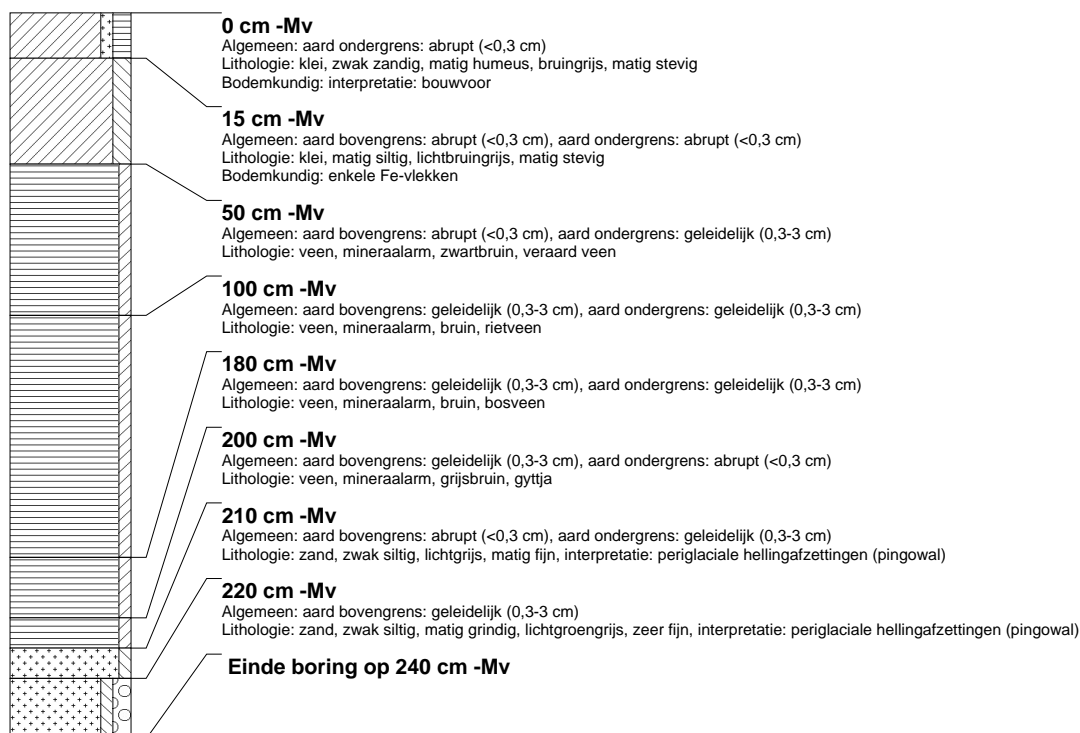 0 cm -Mv
Algemeen: aard ondergrens: abrupt (<0,3 cm)
Lithologie: klei, zwak zandig, matig humeus, bruingrijs, matig stevig
Bodemkundig: interpretatie: bouwvoor
15 cm -Mv
Algemeen: aard bovengrens: abrupt (<0,3 cm), aard ondergrens: abrupt (<0,3 cm)
Lithologie: klei, matig siltig, lichtbruingrijs, matig stevig
Bodemkundig: enkele Fe-vlekken
50 cm -Mv
Algemeen: aard bovengrens: abrupt (<0,3 cm), aard ondergrens: geleidelijk (0,3-3 cm)
Lithologie: veen, mineraalarm, zwartbruin, veraard veen
100 cm -Mv
Algemeen: aard bovengrens: geleidelijk (0,3-3 cm), aard ondergrens: geleidelijk (0,3-3 cm)
Lithologie: veen, mineraalarm, bruin, rietveen
180 cm -Mv
Algemeen: aard bovengrens: geleidelijk (0,3-3 cm), aard ondergrens: geleidelijk (0,3-3 cm)
Lithologie: veen, mineraalarm, bruin, bosveen
200 cm -Mv
Algemeen: aard bovengrens: geleidelijk (0,3-3 cm), aard ondergrens: abrupt (<0,3 cm)
Lithologie: veen, mineraalarm, grijsbruin, gyttja
210 cm -Mv
Algemeen: aard bovengrens: abrupt (<0,3 cm), aard ondergrens: geleidelijk (0,3-3 cm)
Lithologie: zand, zwak siltig, lichtgrijs, matig fijn, interpretatie: periglaciale hellingafzettingen (pingowal)
220 cm -Mv
Algemeen: aard bovengrens: geleidelijk (0,3-3 cm)
Lithologie: zand, zwak siltig, matig grindig, lichtgroengrijs, zeer fijn, interpretatie: periglaciale hellingafzettingen (pingowal)
Einde boring op 240 cm -Mv